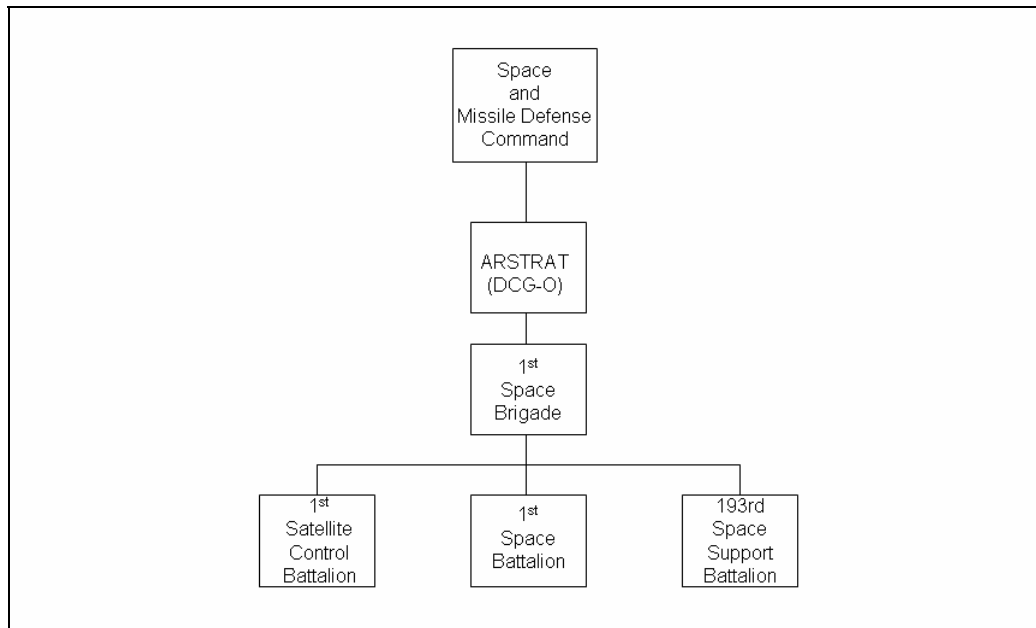 Space
and
Missile Defense
Command
ARSTRAT
(DCG-O)
1st
Space
Brigade
1st
Satellite
Control
Battalion
1st
Space
Battalion
193rd
Space
Support
Battalion